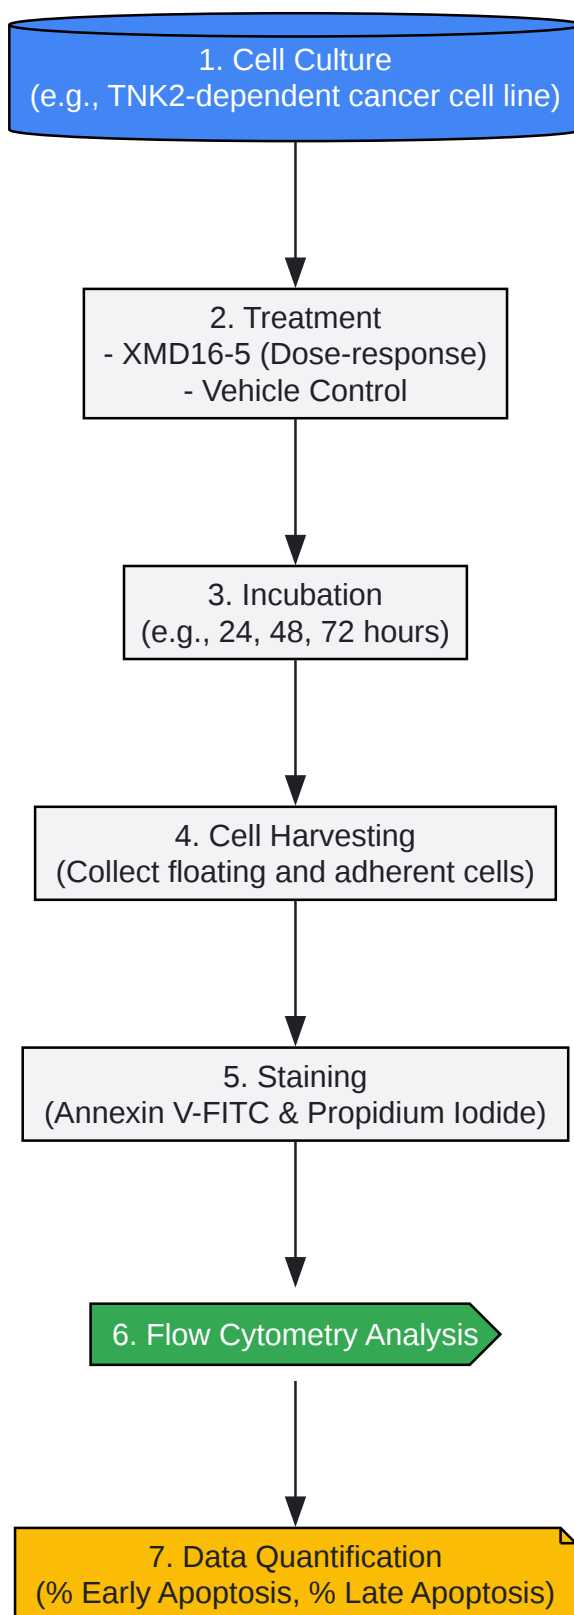 1. Cell Culture
(e.g., TNK2-dependent cancer cell line)
2. Treatment
- XMD16-5 (Dose-response)
- Vehicle Control
3. Incubation
(e.g., 24, 48, 72 hours)
4. Cell Harvesting
(Collect floating and adherent cells)
5. Staining
(Annexin V-FITC & Propidium Iodide)
6. Flow Cytometry Analysis
7. Data Quantification
(% Early Apoptosis, % Late Apoptosis)